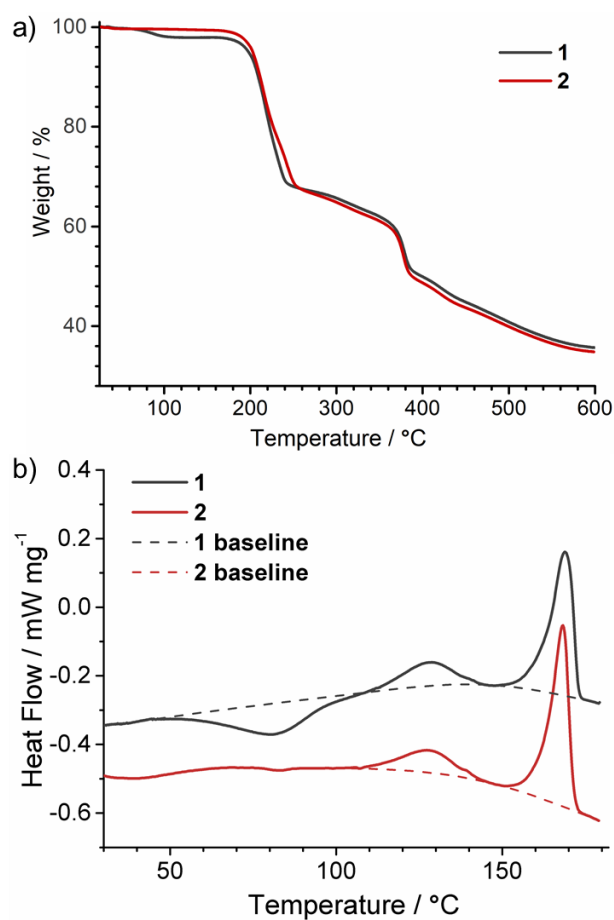 a)
100
80
60
40
Weight / %
1
2
100
200
300
400
500
600
Temperature / °C
b)
0.4
0.2
0.0
-0.2
-0.4
-0.6
Heat Flow / mW mg-1
1
2
1 baseline
2 baseline
50
100
150
Temperature / °C